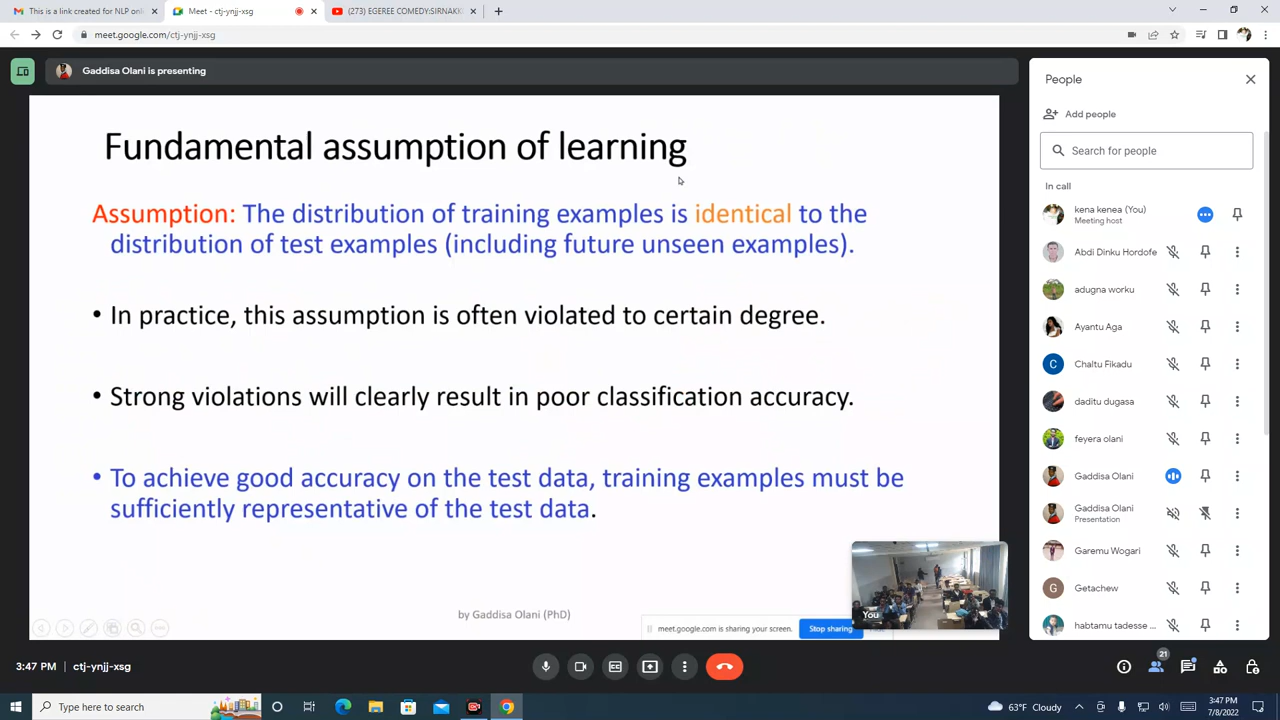 This is a link created for NLP onl
Meet - ctj-ynjj-xsg
(273) EGEREE COMEDY:SIRNAKK
meet.google.com/ctj-ynjj-xsg
Gaddisa Olani is presenting
Fundamental assumption of learning
Assumption: The distribution of training examples is identical to the
distribution of test examples (including future unseen examples).
• In practice, this assumption is often violated to certain degree.
• Strong violations will clearly result in poor classification accuracy.
• To achieve good accuracy on the test data, training examples must be
sufficiently representative of the test data.
by Gaddisa Olani (PhD)
You
meet.google.com is sharing your screen.
Stop sharing
People
Add people
Search for people
In call
kena kenea (You)
Meeting host
Abdi Dinku Hordofe
adugna worku
Ayantu Aga
C
Chaltu Fikadu
daditu dugasa
feyera olani
Gaddisa Olani
Gaddisa Olani
Presentation
Garemu Wogari
G
Getachew
habtamu tadesse ...
3:47 PM
ctj-ynjj-xsg
21
Type here to search
63°F Cloudy
3:47 PM
7/8/2022